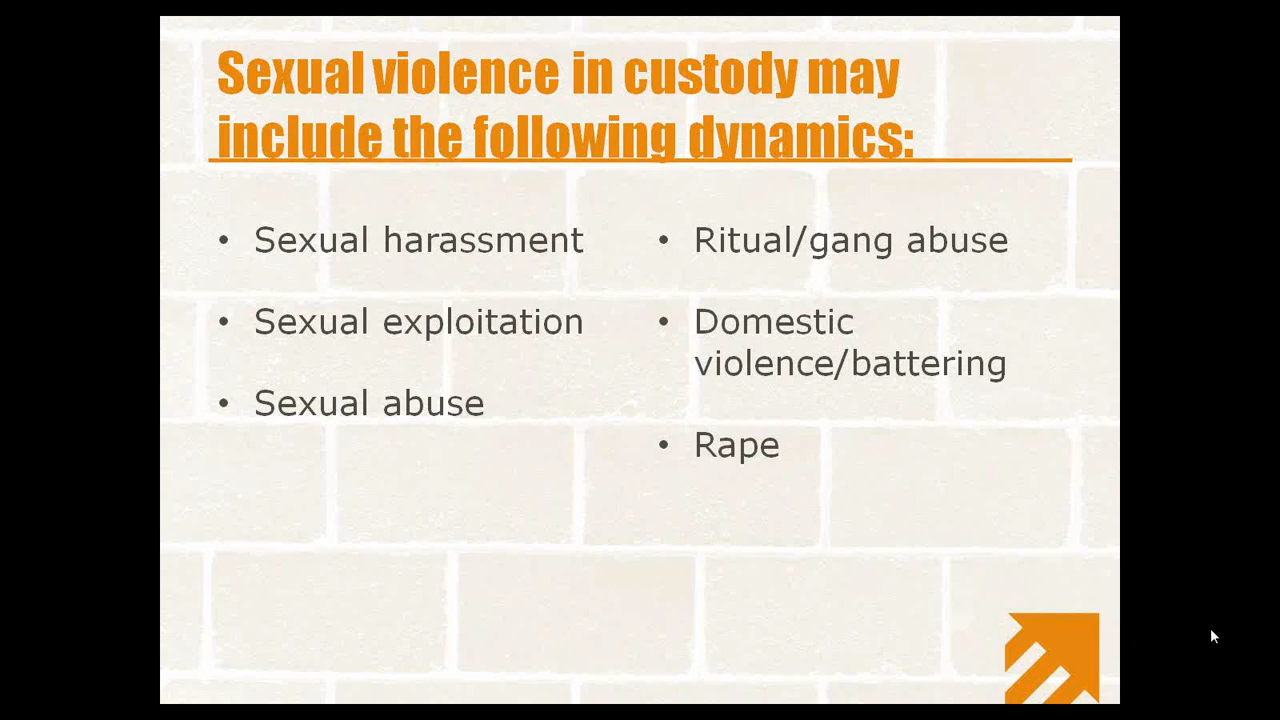 Sexual violence in custody may
include the following dynamics:
• Sexual harassment
• Sexual exploitation
• Sexual abuse
• Ritual/gang abuse
• Domestic
violence/battering
• Rape